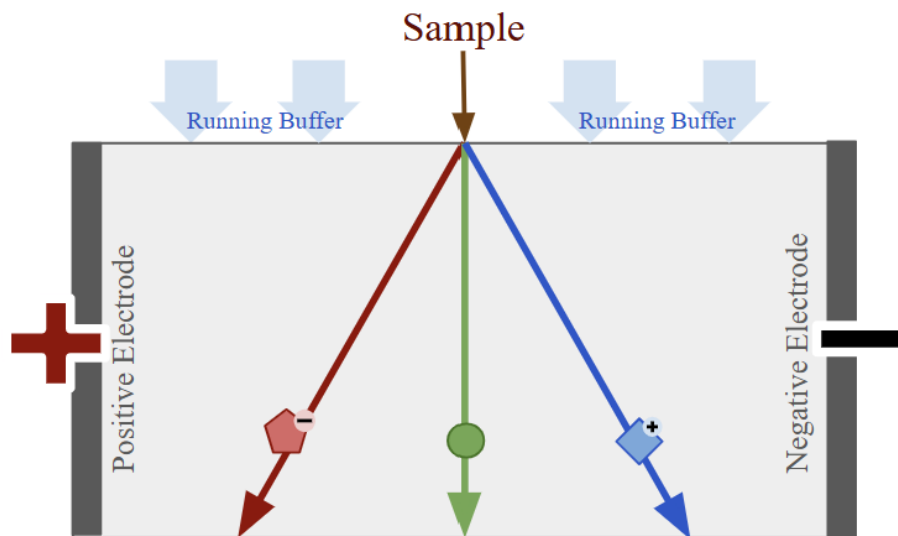 Sample
Running Buffer
Running Buffer
Positive Electrode
Negative Electrode